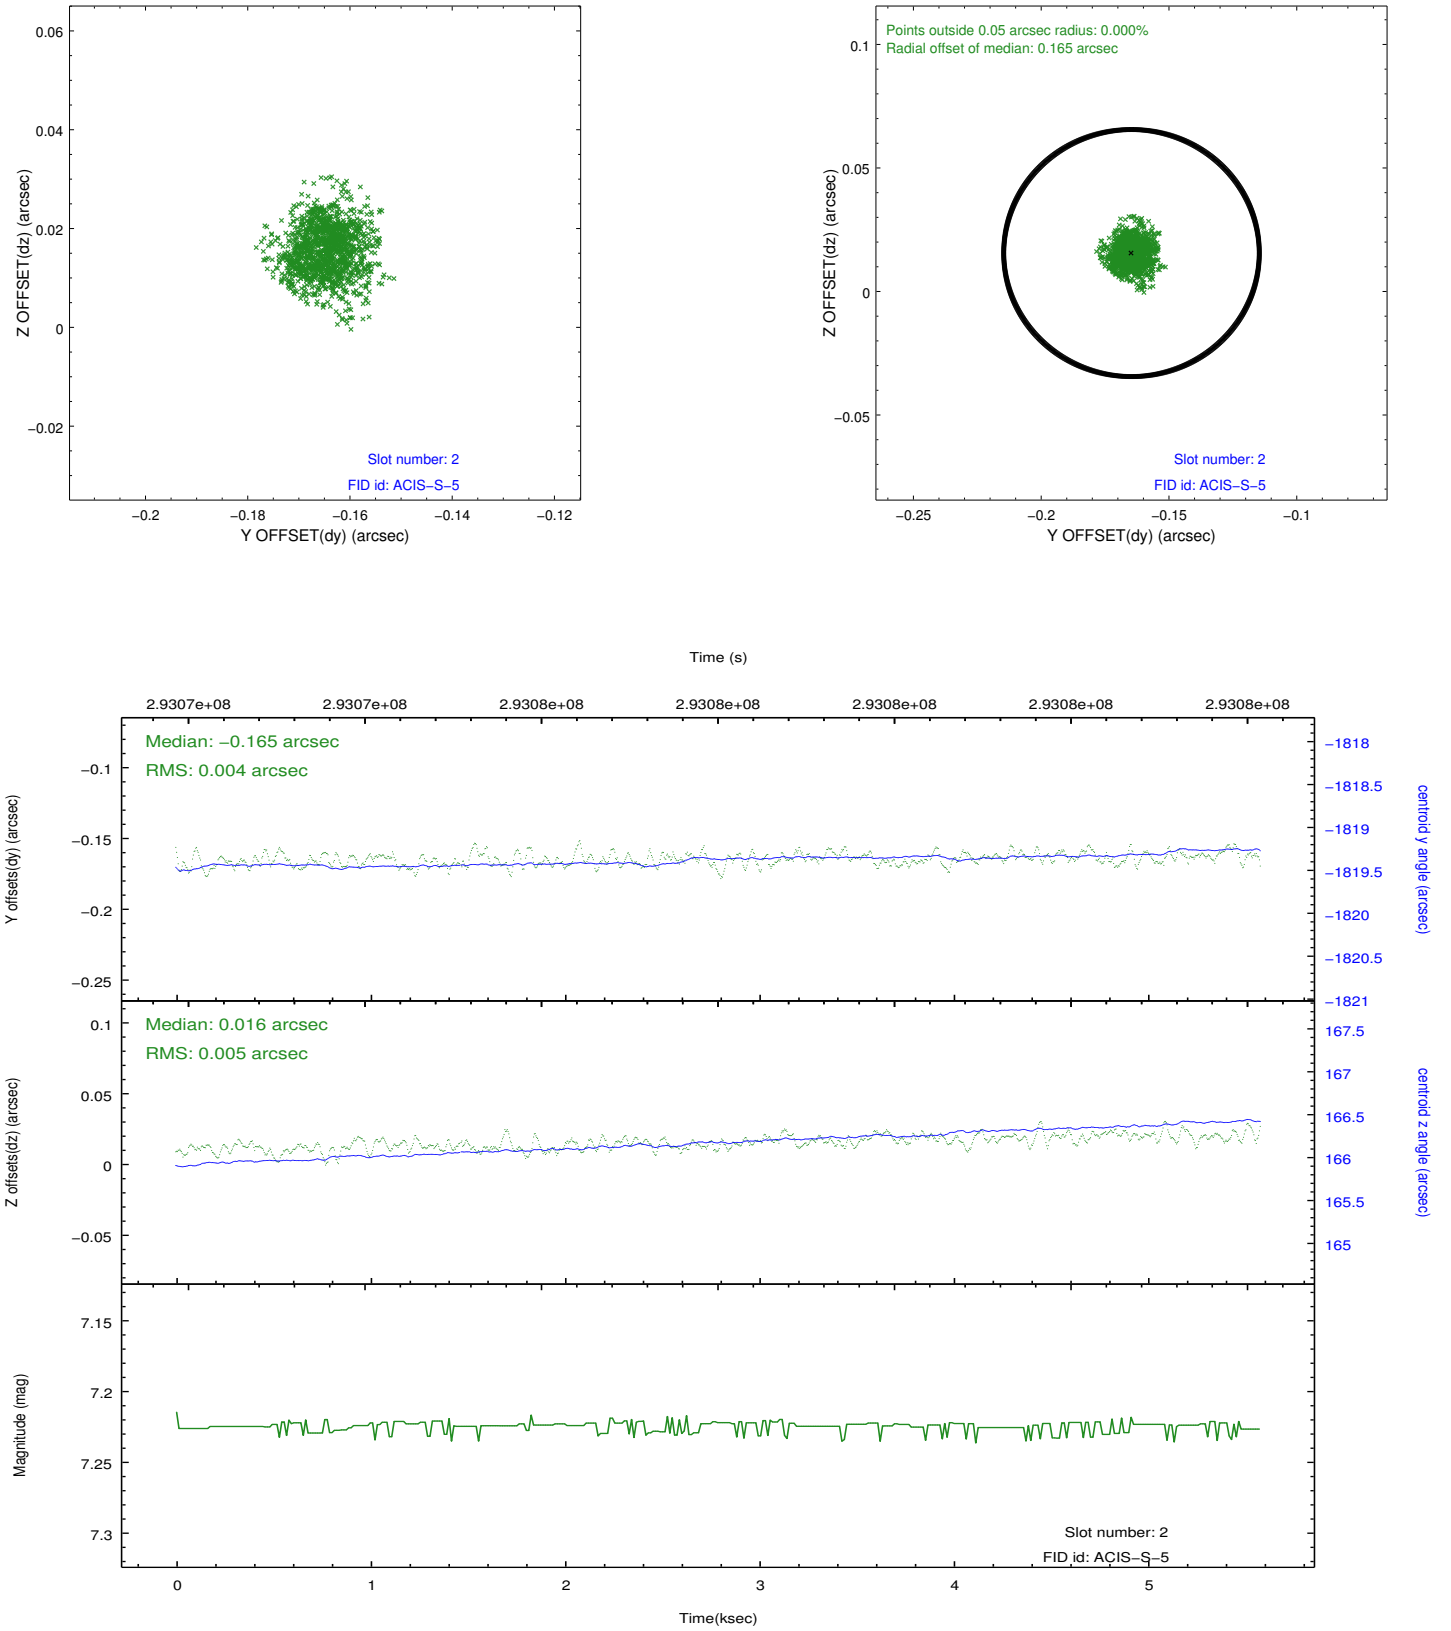 0.06
0.04
0.02
0
−0.02
Z OFFSET(dz) (arcsec)
Slot number: 2
FID id: ACIS−S−5
−0.2
−0.18
−0.16
−0.14
−0.12
Y OFFSET(dy) (arcsec)
Points outside 0.05 arcsec radius: 0.000%
Radial offset of median: 0.165 arcsec
0.1
0.05
0
−0.05
Z OFFSET(dz) (arcsec)
Slot number: 2
FID id: ACIS−S−5
−0.25
−0.2
−0.15
−0.1
Y OFFSET(dy) (arcsec)
Time (s)
2.9307e+08
2.9307e+08
2.9308e+08
2.9308e+08
2.9308e+08
2.9308e+08
2.9308e+08
Median: −0.165 arcsec
RMS: 0.004 arcsec
−0.1
−0.15
−0.2
−0.25
Y offsets(dy) (arcsec)
−1818
−1818.5
−1819
−1819.5
−1820
−1820.5
−1821
centroid y angle (arcsec)
Median: 0.016 arcsec
RMS: 0.005 arcsec
0.1
0.05
0
−0.05
Z offsets(dz) (arcsec)
167.5
167
166.5
166
165.5
165
centroid z angle (arcsec)
7.15
7.2
7.25
7.3
Magnitude (mag)
Slot number: 2
FID id: ACIS−S−5
0
1
2
3
4
5
Time(ksec)